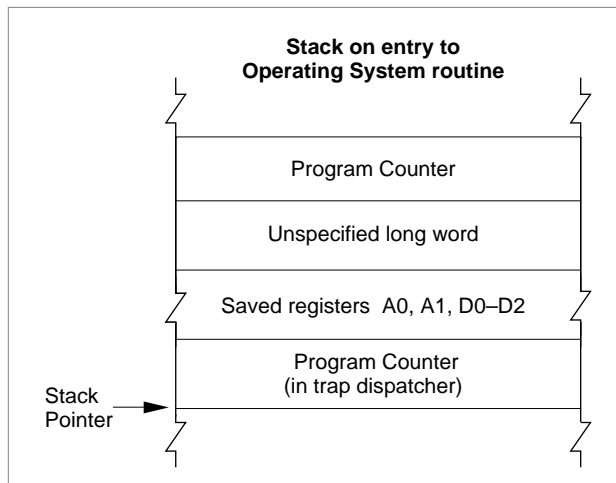 Stack on entry to
Operating System routine
Program Counter
Unspecified long word
Saved registers  A0, A1, D0–D2
Program Counter
(in trap dispatcher)
Stack
Pointer